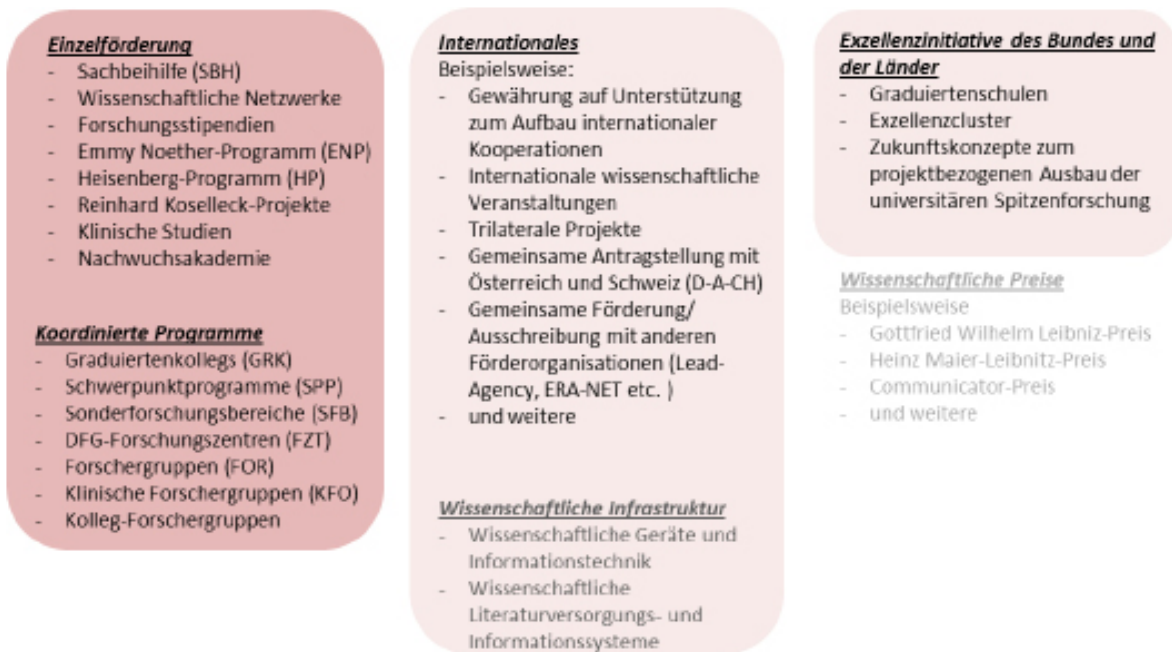 Einzelförderung
- Sachbeihilfe (SBH)
- Wissenschaftliche Netzwerke
- Forschungsstipendien
- Emmy Noether-Programm (ENP)
- Heisenberg-Programm (HP)
- Reinhard Koselleck-Projekte
- Klinische Studien
- Nachwuchsakademie
Koordinierte Programme
- Graduiertenkollegs (GRK)
- Schwerpunktprogramme (SPP)
- Sonderforschungsbereiche (SFB)
- DFG-Forschungszentren (FZT)
- Forschergruppen (FOR)
- Klinische Forschergruppen (KFO)
- Kolleg-Forschergruppen
Internationales
Beispielsweise:
- Gewährung auf Unterstützung
zum Aufbau internationaler
Kooperationen
- Internationale wissenschaftliche
Veranstaltungen
- Trilaterale Projekte
- Gemeinsame Antragstellung mit
Österreich und Schweiz (D-A-CH)
- Gemeinsame Förderung/
Ausschreibung mit anderen
Förderorganisationen (Lead-
Agency, ERA-NET etc. )
- und weitere
Wissenschaftliche Infrastruktur
- Wissenschaftliche Geräte und
Informationstechnik
- Wissenschaftliche
Literaturversorgungs- und
Informationssysteme
Exzellenzinitiative des Bundes und
der Länder
- Graduiertenschulen
- Exzellenzcluster
- Zukunftskonzepte zum
projektbezogenen Ausbau der
universitären Spitzenforschung
Wissenschaftliche Preise
Beispielsweise
- Gottfried Wilhelm Leibniz-Preis
- Heinz Maier-Leibnitz-Preis
- Communicator-Preis
- und weitere